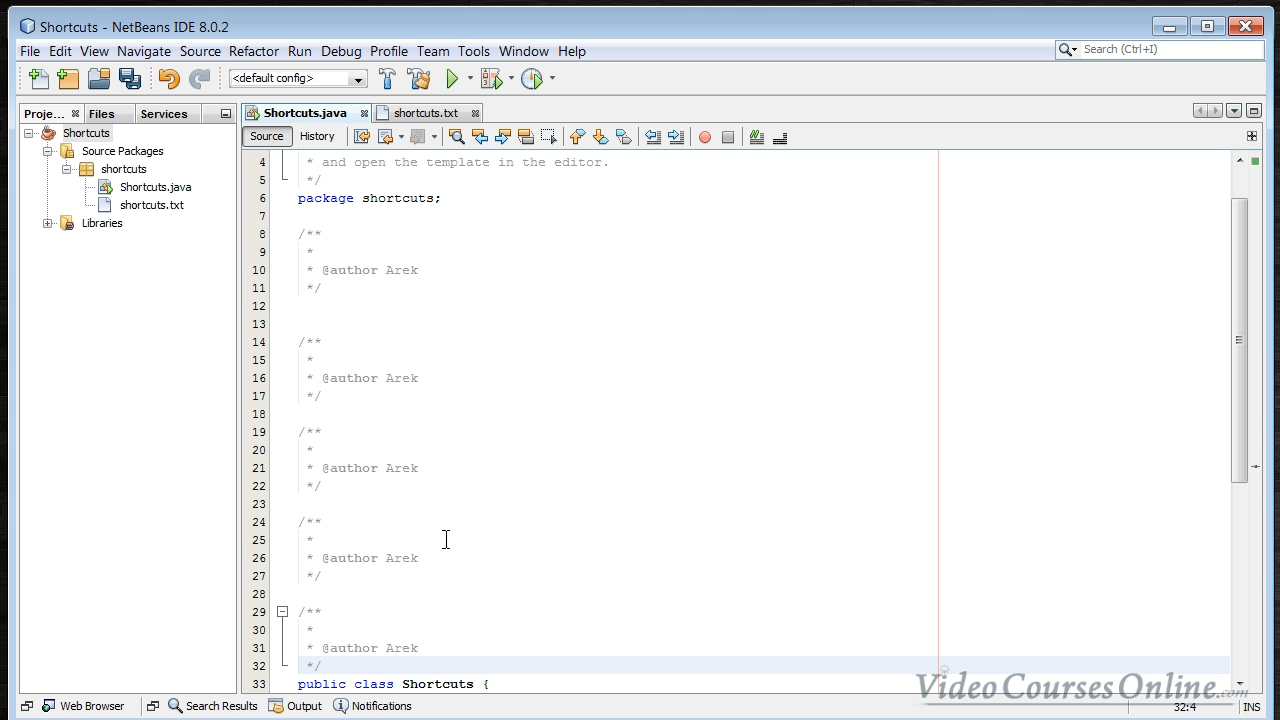 Shortcuts - NetBeans IDE 8.0.2
File Edit View Navigate Source Refactor Run Debug Profile Team Tools Window Help
Search (Ctrl+I)
<default config>
Proje... Files Services
Shortcuts.java shortcuts.txt
Source History
Shortcuts
Source Packages
shortcuts
Shortcuts.java
shortcuts.txt
Libraries
4 * and open the template in the editor.
5 */
6 package shortcuts;
7
8 /**
9 *
10 * @author Arek
11 */
12
13
14 /**
15 *
16 * @author Arek
17 */
18
19 /**
20 *
21 * @author Arek
22 */
23
24 /**
25 *
26 * @author Arek
27 */
28
29 /**
30 *
31 * @author Arek
32 */
33 public class Shortcuts {
VideoCoursesOnline.com
Web Browser Search Results Output Notifications 32:4 INS